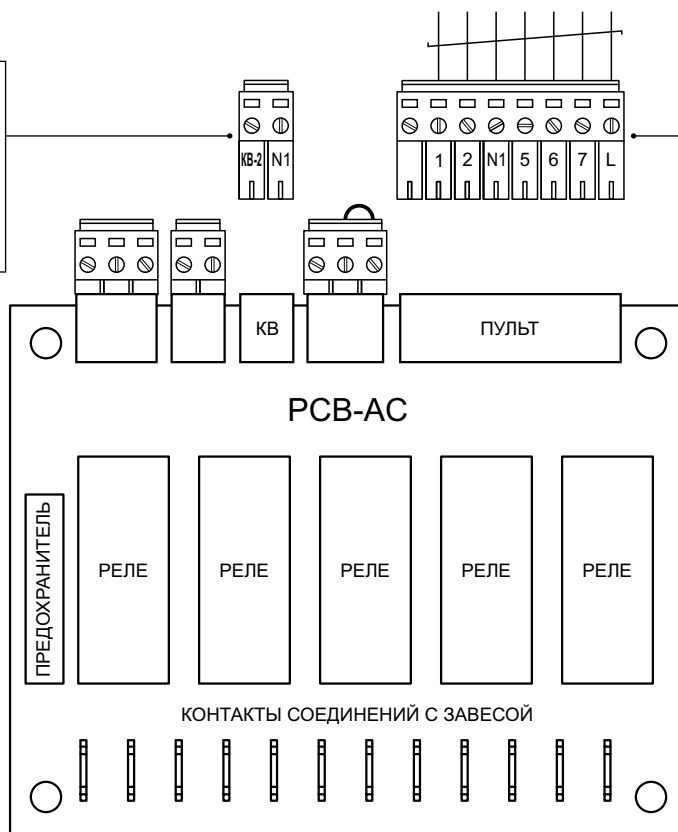 КВ-2 N1
1 2 N1 5 6 7 L
КВ
ПУЛЬТ
PCB-AC
ПРЕДОХРАНИТЕЛЬ
РЕЛЕ РЕЛЕ РЕЛЕ РЕЛЕ РЕЛЕ
КОНТАКТЫ СОЕДИНЕНИЙ С ЗАВЕСОЙ